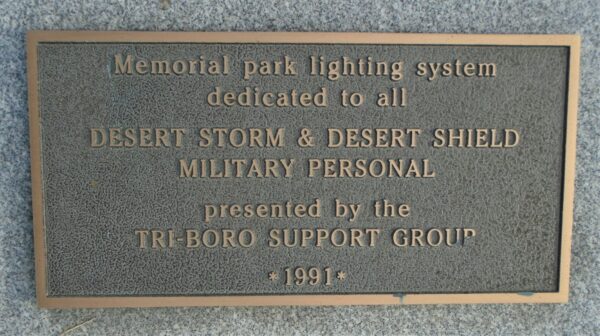 Memorial park lighting system
dedicated to all
DESERT STORM & DESERT SHIELD
MILITARY PERSONAL
presented by the
TRI-BORO SUPPORT GROUP
*1991*